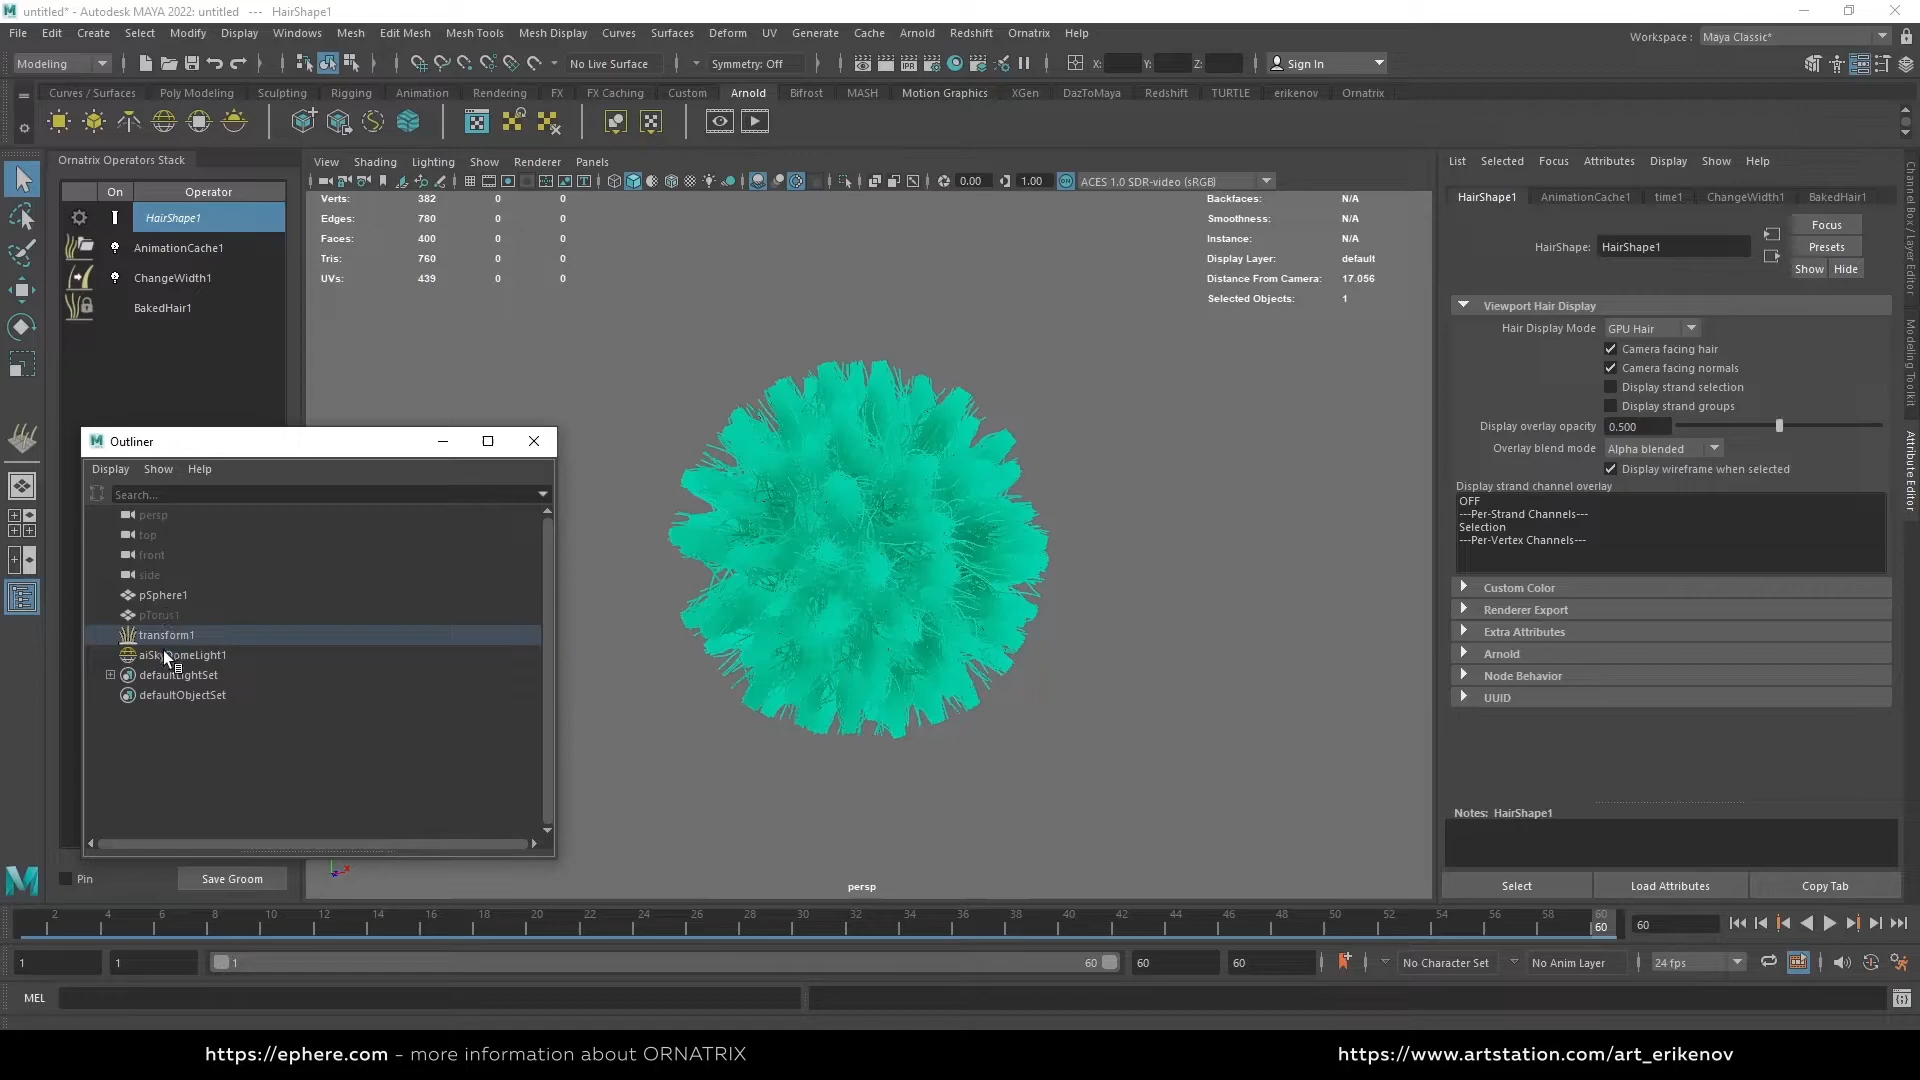 untitled* - Autodesk MAYA 2022: untitled --- HairShape1
File Edit Create Select Modify Display Windows Mesh Edit Mesh Mesh Tools Mesh Display Curves Surfaces Deform UV Generate Cache Arnold Redshift Ornatrix Help
Workspace : Maya Classic*
Modeling No Live Surface Symmetry: Off X: Y: Z: Sign In
Curves / Surfaces Poly Modeling Sculpting Rigging Animation Rendering FX FX Caching Custom Arnold Bifrost MASH Motion Graphics XGen DazToMaya Redshift TURTLE erikenov Ornatrix
Ornatrix Operators Stack
On Operator
HairShape1
AnimationCache1
ChangeWidth1
BakedHair1
View Shading Lighting Show Renderer Panels
0.00 1.00 ON ACES 1.0 SDR-video (sRGB)
Verts: 382 0 0
Edges: 780 0 0
Faces: 400 0 0
Tris: 760 0 0
UVs: 439 0 0
Backfaces: N/A
Smoothness: N/A
Instance: N/A
Display Layer: default
Distance From Camera: 17.056
Selected Objects: 1
List Selected Focus Attributes Display Show Help
HairShape1 AnimationCache1 time1 ChangeWidth1 BakedHair1
HairShape: HairShape1
Focus
Presets
Show Hide
Viewport Hair Display
Hair Display Mode GPU Hair
Camera facing hair
Camera facing normals
Display strand selection
Display strand groups
Display overlay opacity 0.500
Overlay blend mode Alpha blended
Display wireframe when selected
Display strand channel overlay
OFF
---Per-Strand Channels---
Selection
---Per-Vertex Channels---
Custom Color
Renderer Export
Extra Attributes
Arnold
Node Behavior
UUID
Notes: HairShape1
Select Load Attributes Copy Tab
Channel Box / Layer Editor
Modeling Toolkit
Attribute Editor
Outliner
Display Show Help
Search...
persp
top
front
side
pSphere1
pTorus1
transform1
aiSkyDomeLight1
defaultLightSet
defaultObjectSet
Pin Save Groom
persp
2 4 6 8 10 12 14 16 18 20 22 24 26 28 30 32 34 36 38 40 42 44 46 48 50 52 54 56 58 60
60 60
1 1 1 60 60 60 No Character Set No Anim Layer 24 fps
MEL
https://ephere.com - more information about ORNATRIX
https://www.artstation.com/art_erikenov